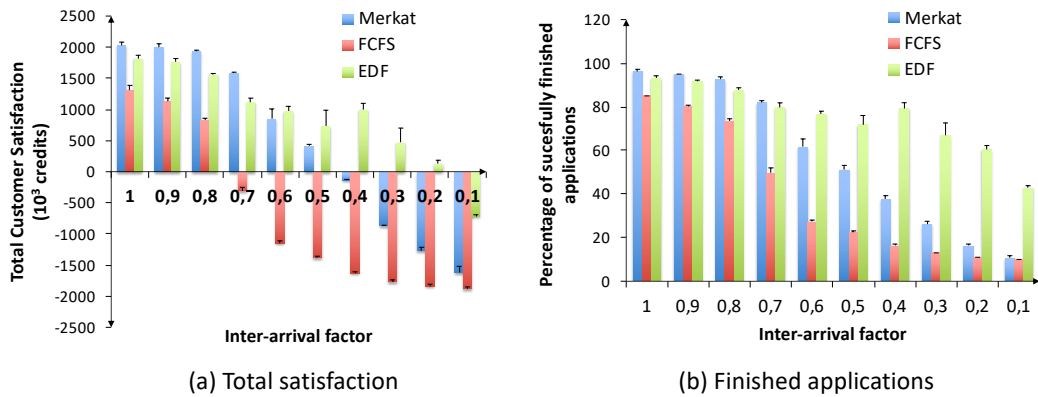 2500
2000
1500
1000
500
0
-500
-1000
-1500
-2000
-2500
Total Customer Satisfaction
(10³ credits)
Merkat
FCFS
EDF
1 0,9 0,8 0,7 0,6 0,5 0,4 0,3 0,2 0,1
Inter-arrival factor
(a) Total satisfaction
120
100
80
60
40
20
0
Percentage of sucesfully finished
applications
Merkat
FCFS
EDF
1 0,9 0,8 0,7 0,6 0,5 0,4 0,3 0,2 0,1
Inter-arrival factor
(b) Finished applications